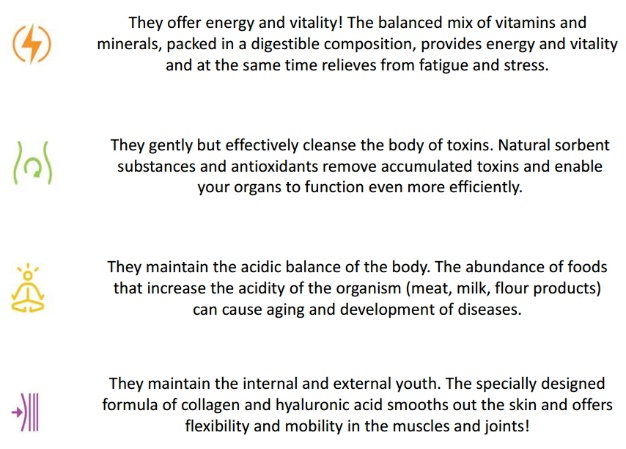 They offer energy and vitality! The balanced mix of vitamins and
minerals, packed in a digestible composition, provides energy and vitality
and at the same time relieves from fatigue and stress.
They gently but effectively cleanse the body of toxins. Natural sorbent
substances and antioxidants remove accumulated toxins and enable
your organs to function even more efficiently.
They maintain the acidic balance of the body. The abundance of foods
that increase the acidity of the organism (meat, milk, flour products)
can cause aging and development of diseases.
They maintain the internal and external youth. The specially designed
formula of collagen and hyaluronic acid smooths out the skin and offers
flexibility and mobility in the muscles and joints!